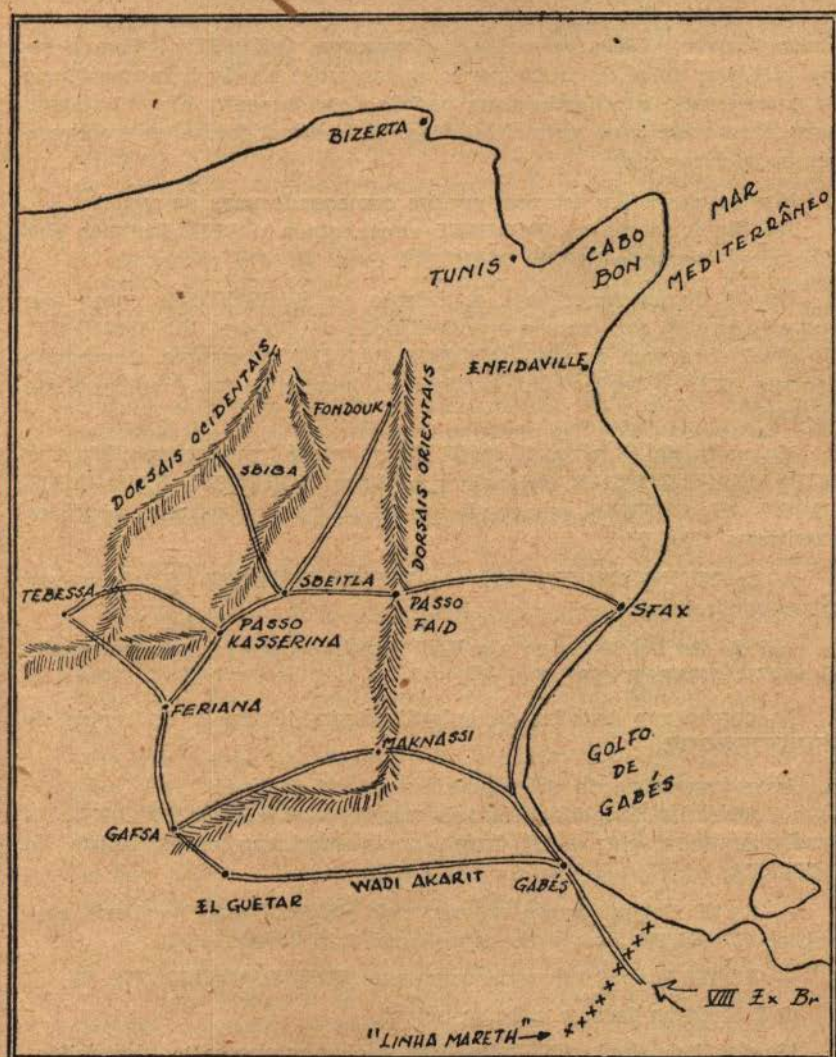 BIZERTA
MAR
MEDITERRÂNEO
CABO
BON
TUNIS
ENFIDAVILLE
DORSAIS OCIDENTAIS
FONDOUK
SBIBA
DORSAIS ORIENTAIS
TEBESSA
SBEITLA
PASSO
KASSERINA
PASSO
FAID
SFAX
FERIANA
MAKNASSI
GOLFO
DE
GABÉS
GAFSA
EL GUETAR
WADI AKARIT
GABÉS
VIII Ex Br
"LINHA MARETH"